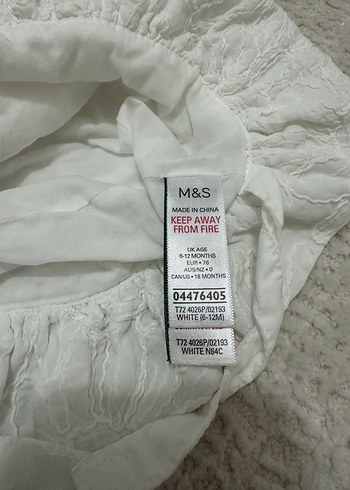 M&S
MADE IN CHINA
KEEP AWAY
FROM FIRE
UK AGE
6-12 MONTHS
EUR • 76
AUS/NZ • 0
CAN/US • 18 MONTHS
04476405
T72 4026P/02193
WHITE (6-12M)
T72 4026P/02193
WHITE N64C